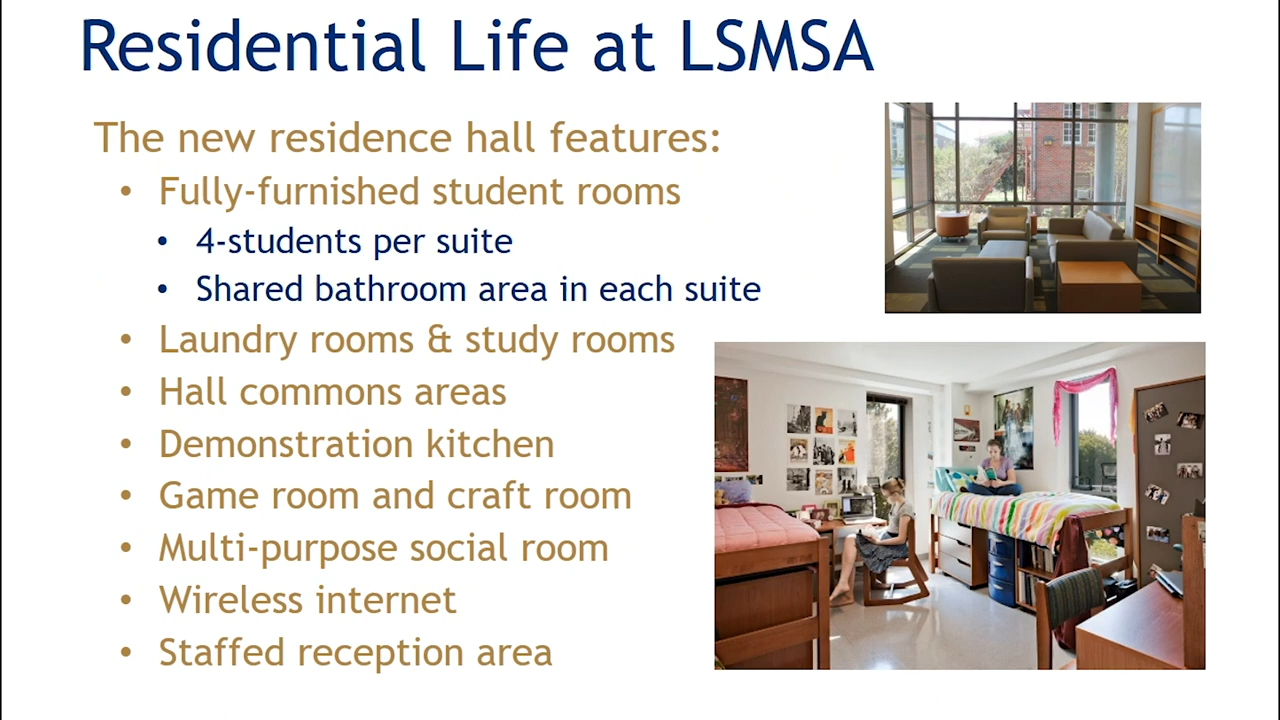 Residential Life at LSMSA
The new residence hall features:
• Fully-furnished student rooms
• 4-students per suite
• Shared bathroom area in each suite
• Laundry rooms & study rooms
• Hall commons areas
• Demonstration kitchen
• Game room and craft room
• Multi-purpose social room
• Wireless internet
• Staffed reception area